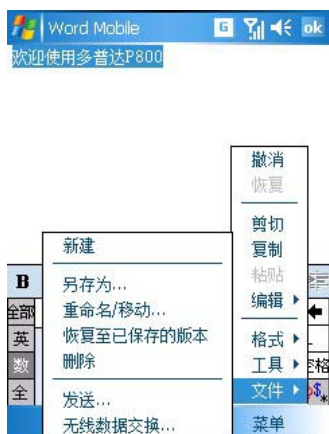 Word Mobile G ok
欢迎使用多普达P800
撤消
恢复
剪切
复制
粘贴
编辑
格式
工具
文件
菜单
新建
另存为...
重命名/移动...
恢复至已保存的版本
删除
发送...
无线数据交换...
B
全部
英
数
全
空格